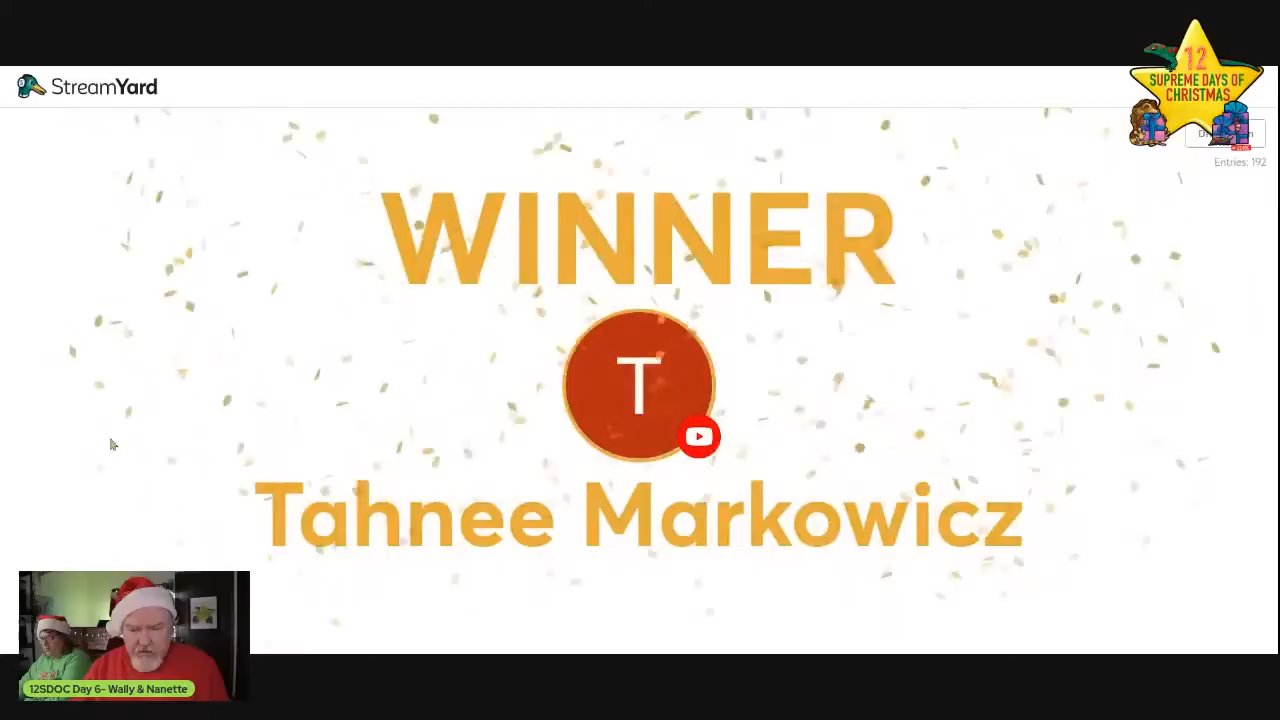 StreamYard
12
SUPREME DAYS OF
CHRISTMAS
Entries: 192
WINNER
T
Tahnee Markowicz
12SDOC Day 6- Wally & Nanette